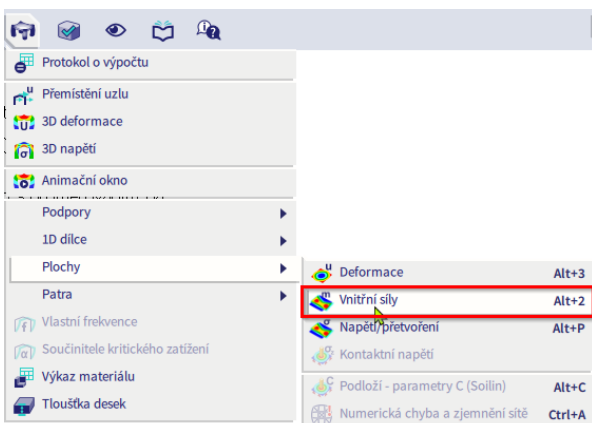 Protokol o výpočtu
Přemístění uzlu
3D deformace
3D napětí
Animační okno
Podpory
1D dílce
Plochy
Patra
Vlastní frekvence
Součinitele kritického zatížení
Výkaz materiálu
Tloušťka desek
Deformace Alt+3
Vnitřní síly Alt+2
Napětí/přetvoření Alt+P
Kontaktní napětí
Podloží - parametry C (Soilin) Alt+C
Numerická chyba a zjemnění sítě Ctrl+A